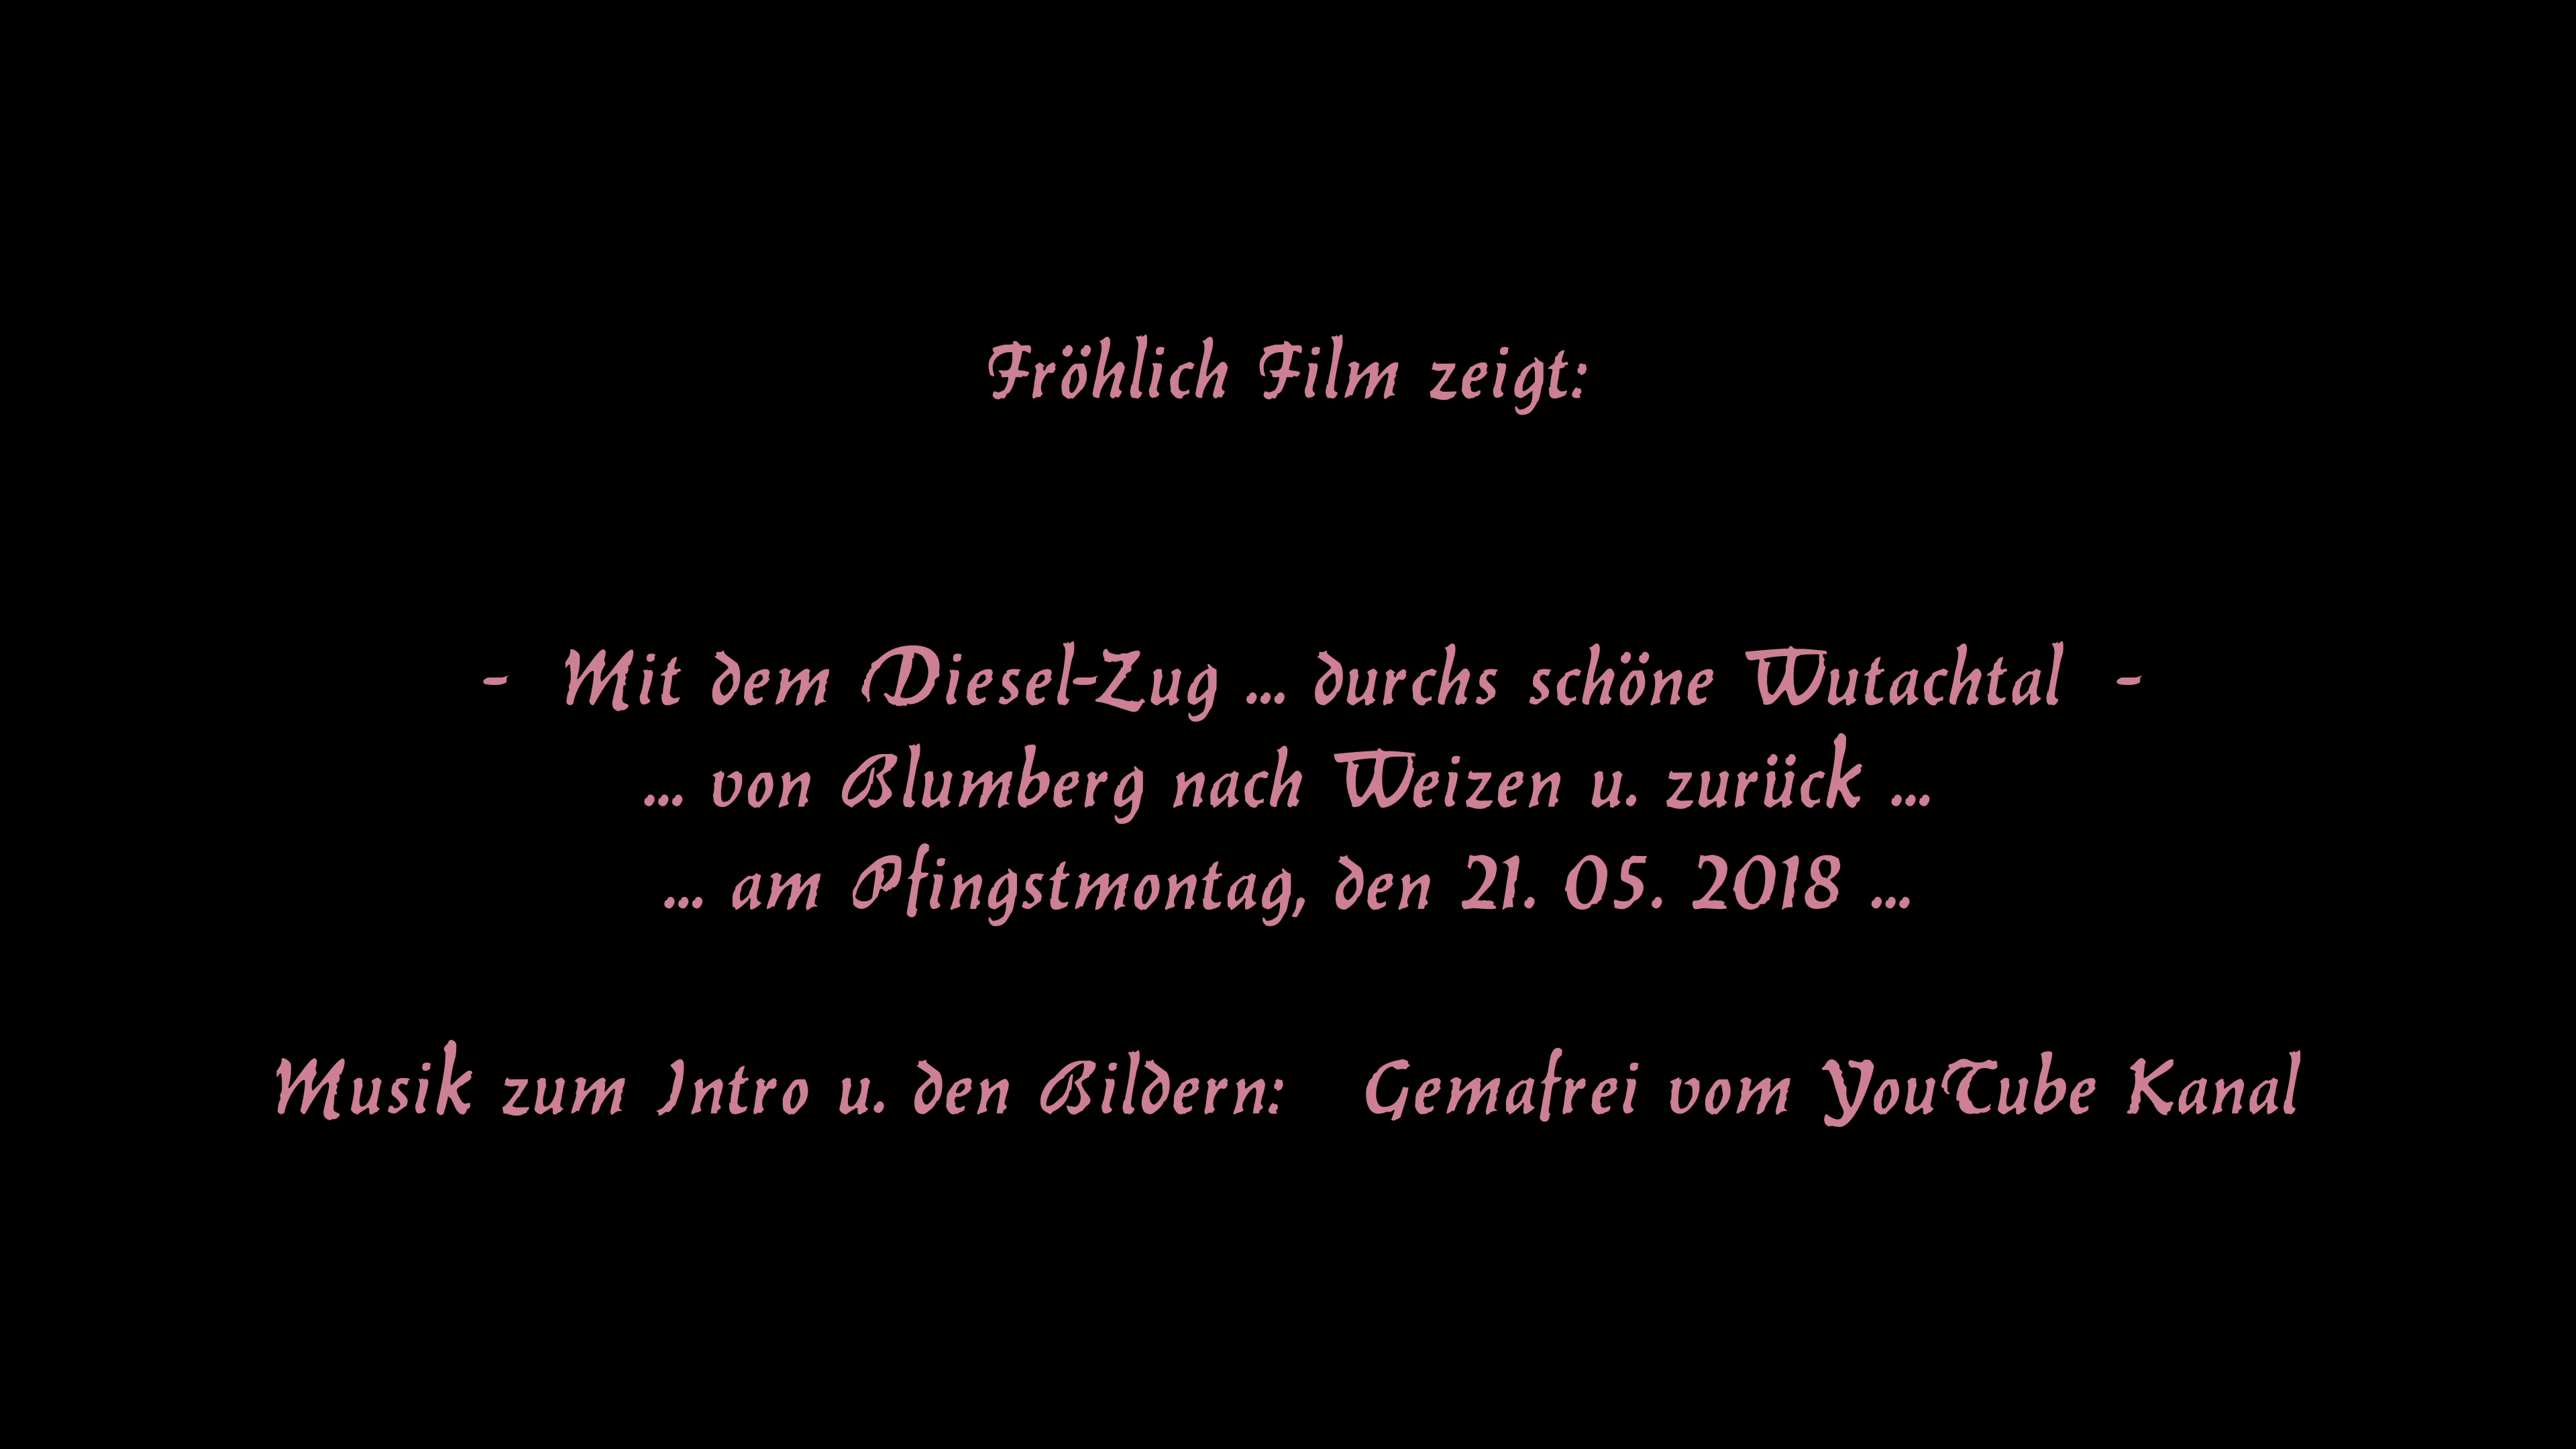 Fröhlich Film zeigt:
- Mit dem Diesel-Zug ... durchs schöne Wutachtal -
... von Blumberg nach Weizen u. zurück ...
... am Pfingstmontag, den 21. 05. 2018 ...
Musik zum Intro u. den Bildern: Gemafrei vom YouTube Kanal